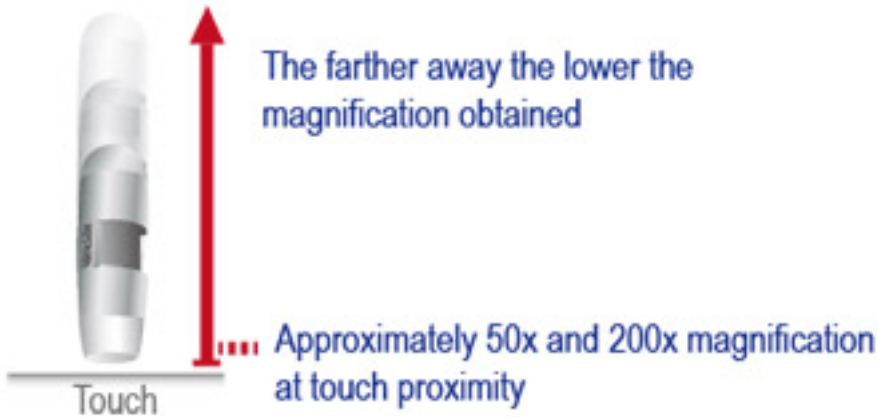 The farther away the lower the
magnification obtained
Approximately 50x and 200x magnification
at touch proximity
Touch